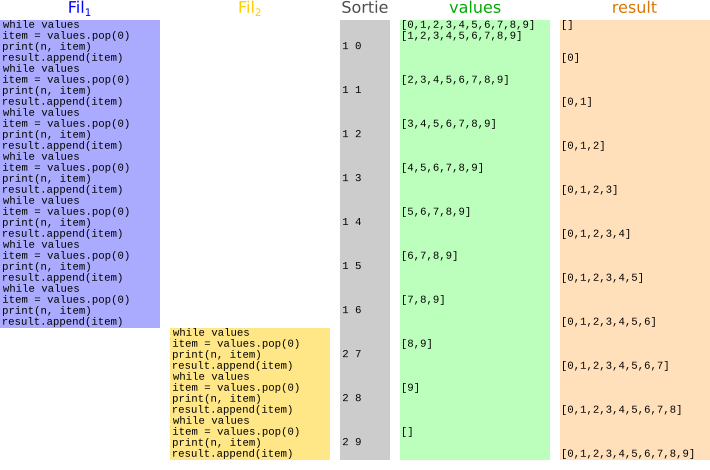 Fil1 Fil2 Sortie values result
while values [0,1,2,3,4,5,6,7,8,9] []
item = values.pop(0) [1,2,3,4,5,6,7,8,9]
print(n, item) 1 0
result.append(item) [0]
while values
item = values.pop(0) [2,3,4,5,6,7,8,9]
print(n, item) 1 1
result.append(item) [0,1]
while values
item = values.pop(0) [3,4,5,6,7,8,9]
print(n, item) 1 2
result.append(item) [0,1,2]
while values
item = values.pop(0) [4,5,6,7,8,9]
print(n, item) 1 3
result.append(item) [0,1,2,3]
while values
item = values.pop(0) [5,6,7,8,9]
print(n, item) 1 4
result.append(item) [0,1,2,3,4]
while values
item = values.pop(0) [6,7,8,9]
print(n, item) 1 5
result.append(item) [0,1,2,3,4,5]
while values
item = values.pop(0) [7,8,9]
print(n, item) 1 6
result.append(item) [0,1,2,3,4,5,6]
while values
item = values.pop(0) [8,9]
print(n, item) 2 7
result.append(item) [0,1,2,3,4,5,6,7]
while values
item = values.pop(0) [9]
print(n, item) 2 8
result.append(item) [0,1,2,3,4,5,6,7,8]
while values
item = values.pop(0) []
print(n, item) 2 9
result.append(item) [0,1,2,3,4,5,6,7,8,9]